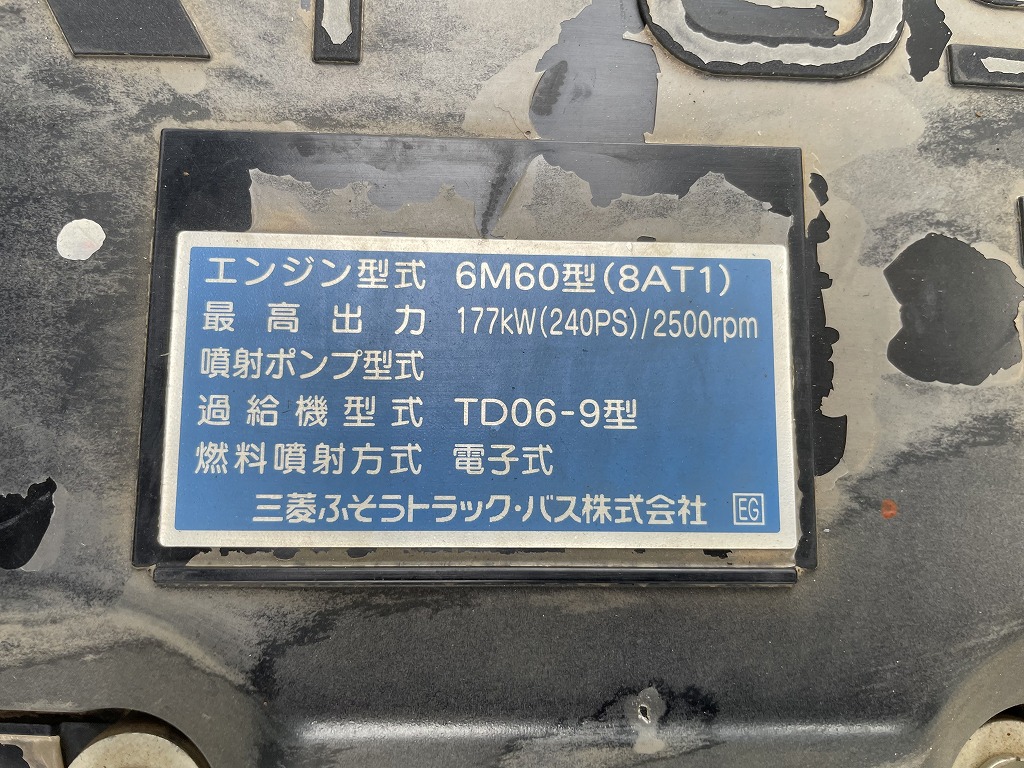 エンジン型式 6M60型(8AT1)
最高出力 177kW(240PS)/2500rpm
噴射ポンプ型式
過給機型式 TD06-9型
燃料噴射方式 電子式
三菱ふそうトラック・バス株式会社 EG